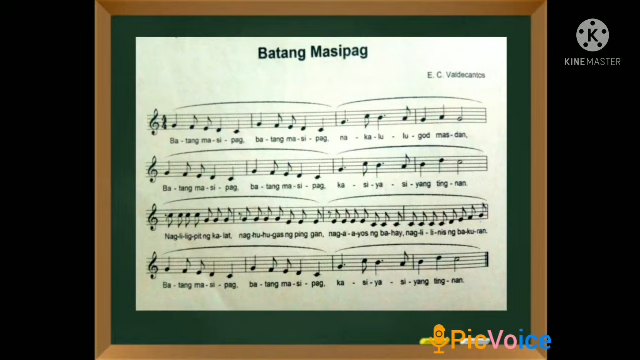 KINEMASTER
Batang Masipag
E. C. Valdecantos
Ba - tang ma - si - pag, ba - tang ma - si - pag, na - ka - lu - lu - god mas - dan,
Ba - tang ma - si - pag, ba - tang ma - si - pag, ka - si - ya - si - yang ting - nan.
Nag-li-lig-pit ng ka-lat, nag-hu-hu-gas ng ping gan, nag-a-a-yos ng ba-hay, nag-li-li-nis ng ba-ku-ran.
Ba - tang ma - si - pag, ba - tang ma - si - pag, ka - si - ya - si - yang ting - nan.
PicVoice